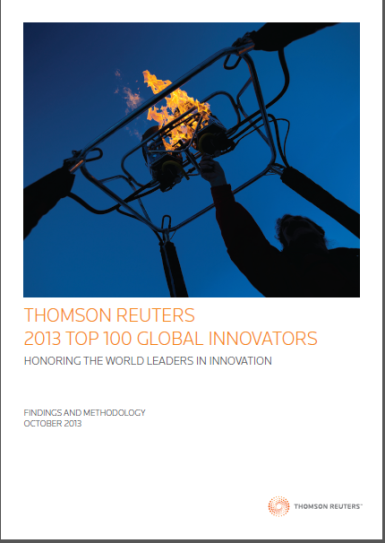 THOMSON REUTERS
2013 TOP 100 GLOBAL INNOVATORS
HONORING THE WORLD LEADERS IN INNOVATION
FINDINGS AND METHODOLOGY
OCTOBER 2013
THOMSON REUTERS™